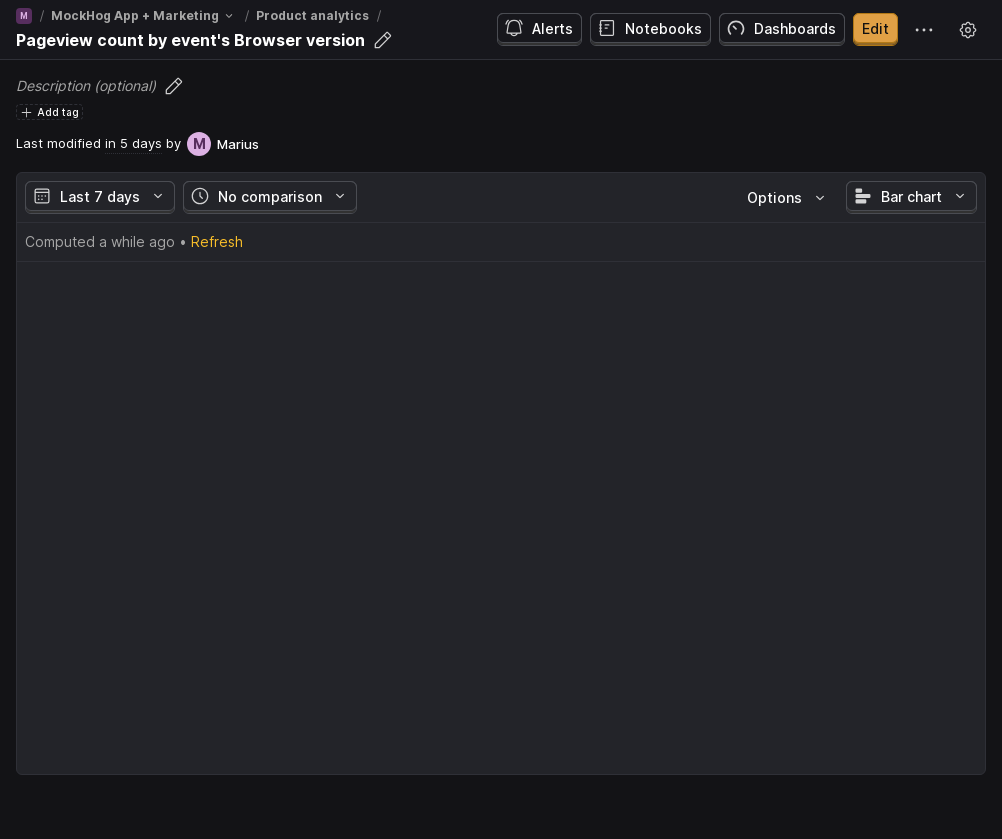 M / MockHog App + Marketing / Product analytics /
Pageview count by event's Browser version
Alerts
Notebooks
Dashboards
Edit
Description (optional)
Add tag
Last modified in 5 days by M Marius
Last 7 days
No comparison
Options
Bar chart
Computed a while ago • Refresh